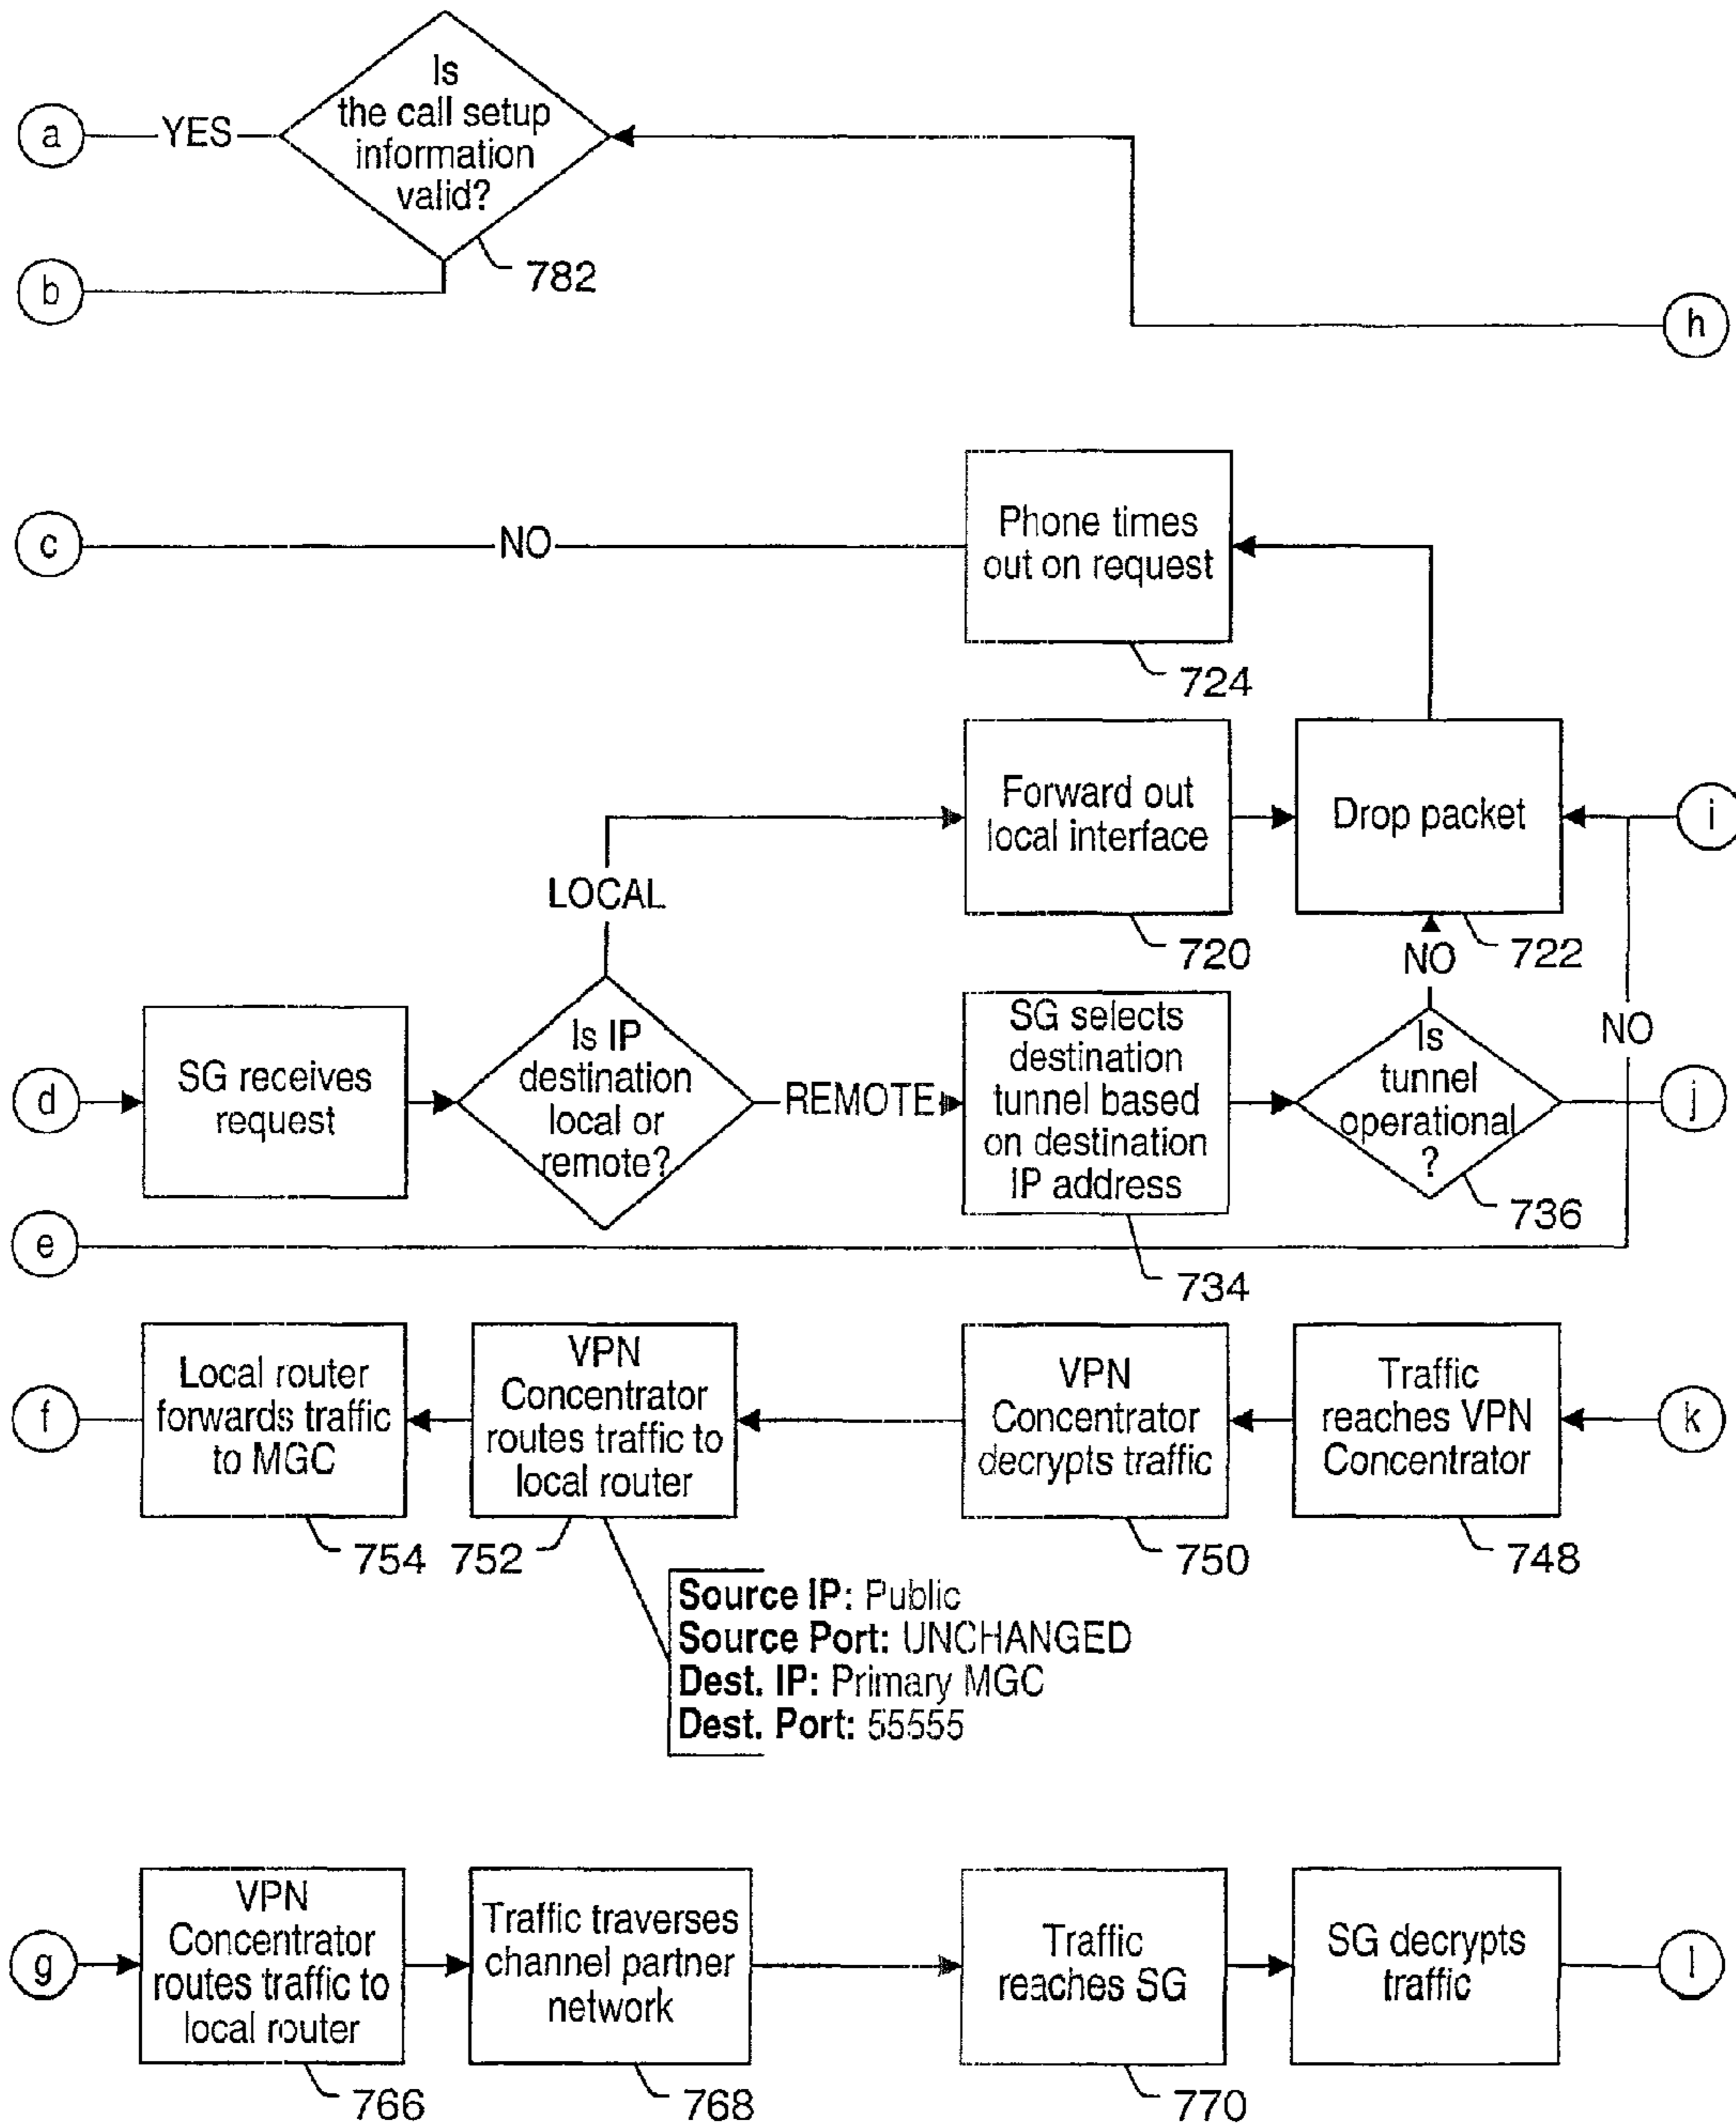 Is
the call setup
information
valid?
a
YES
782
b
h
Phone times
out on request
c
NO
724
Forward out
local interface
Drop packet
i
LOCAL
720
NO
722
SG receives
request
Is IP
destination
local or
remote?
REMOTE
SG selects
destination
tunnel based
on destination
IP address
Is
tunnel
operational
?
NO
d
j
736
e
734
Local router
forwards traffic
to MGC
VPN
Concentrator
routes traffic to
local router
VPN
Concentrator
decrypts traffic
Traffic
reaches VPN
Concentrator
f
k
754
752
750
748
Source IP: Public
Source Port: UNCHANGED
Dest. IP: Primary MGC
Dest. Port: 55555
g
VPN
Concentrator
routes traffic to
local router
Traffic traverses
channel partner
network
Traffic
reaches SG
SG decrypts
traffic
l
766
768
770